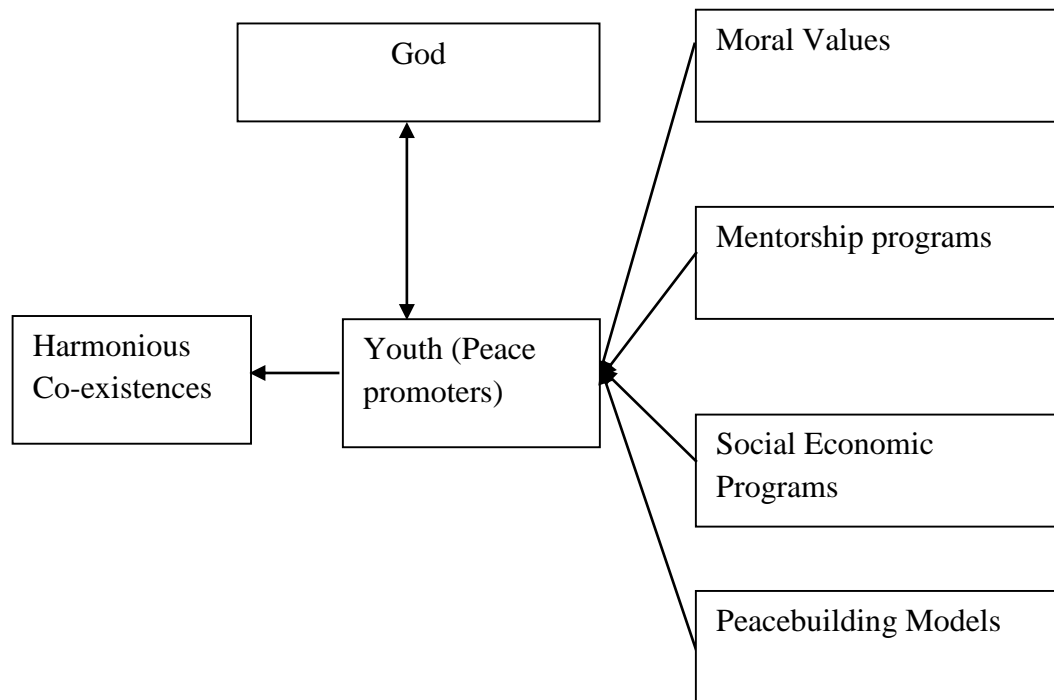 God
Moral Values
Mentorship programs
Harmonious
Co-existences
Youth (Peace
promoters)
Social Economic
Programs
Peacebuilding Models